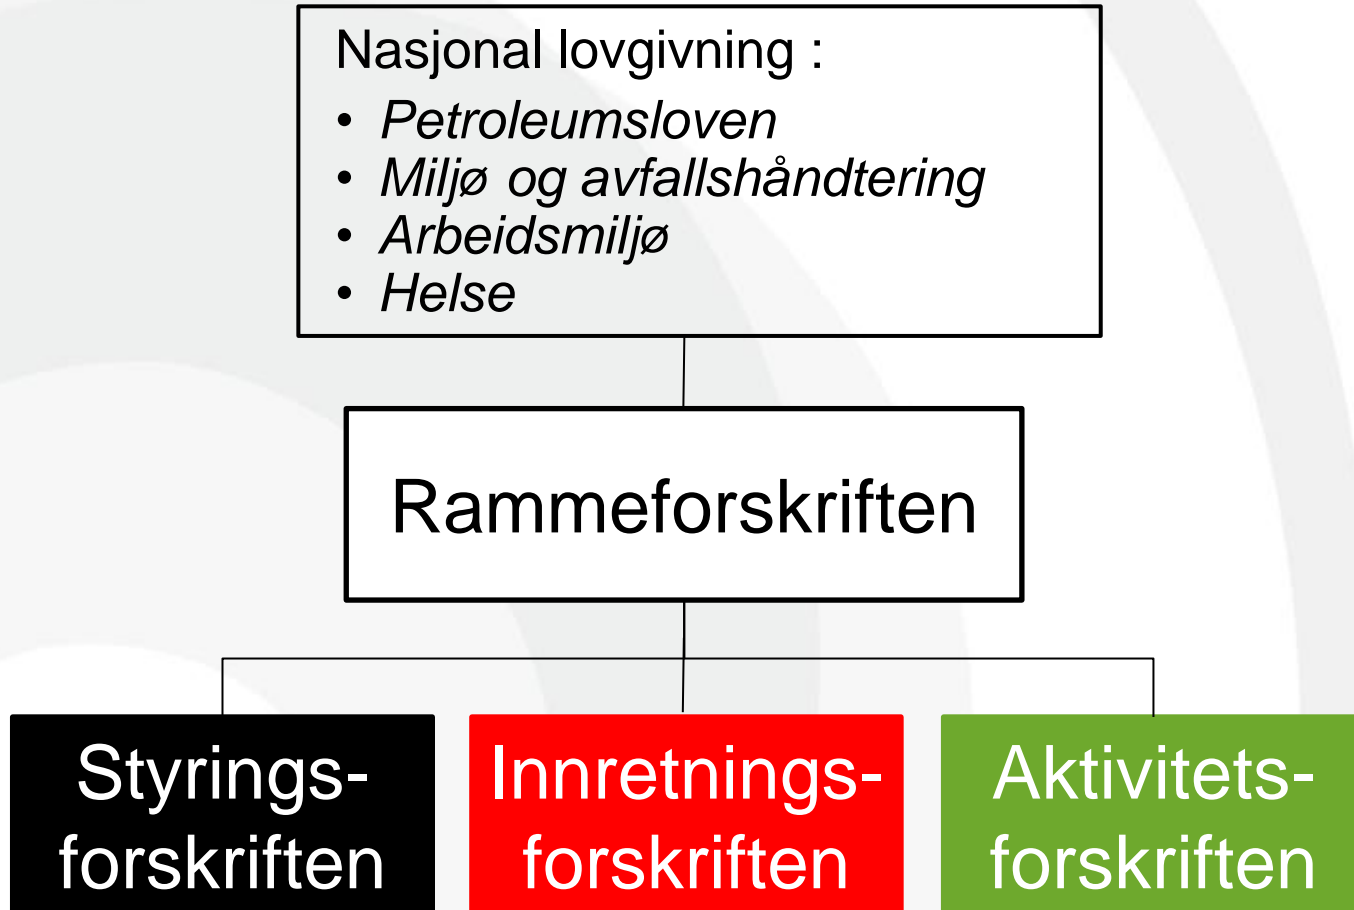 Nasjonal lovgivning :
• Petroleumsloven
• Miljø og avfallshåndtering
• Arbeidsmiljø
• Helse
Rammeforskriften
Styrings-
forskriften
Innretnings-
forskriften
Aktivitets-
forskriften